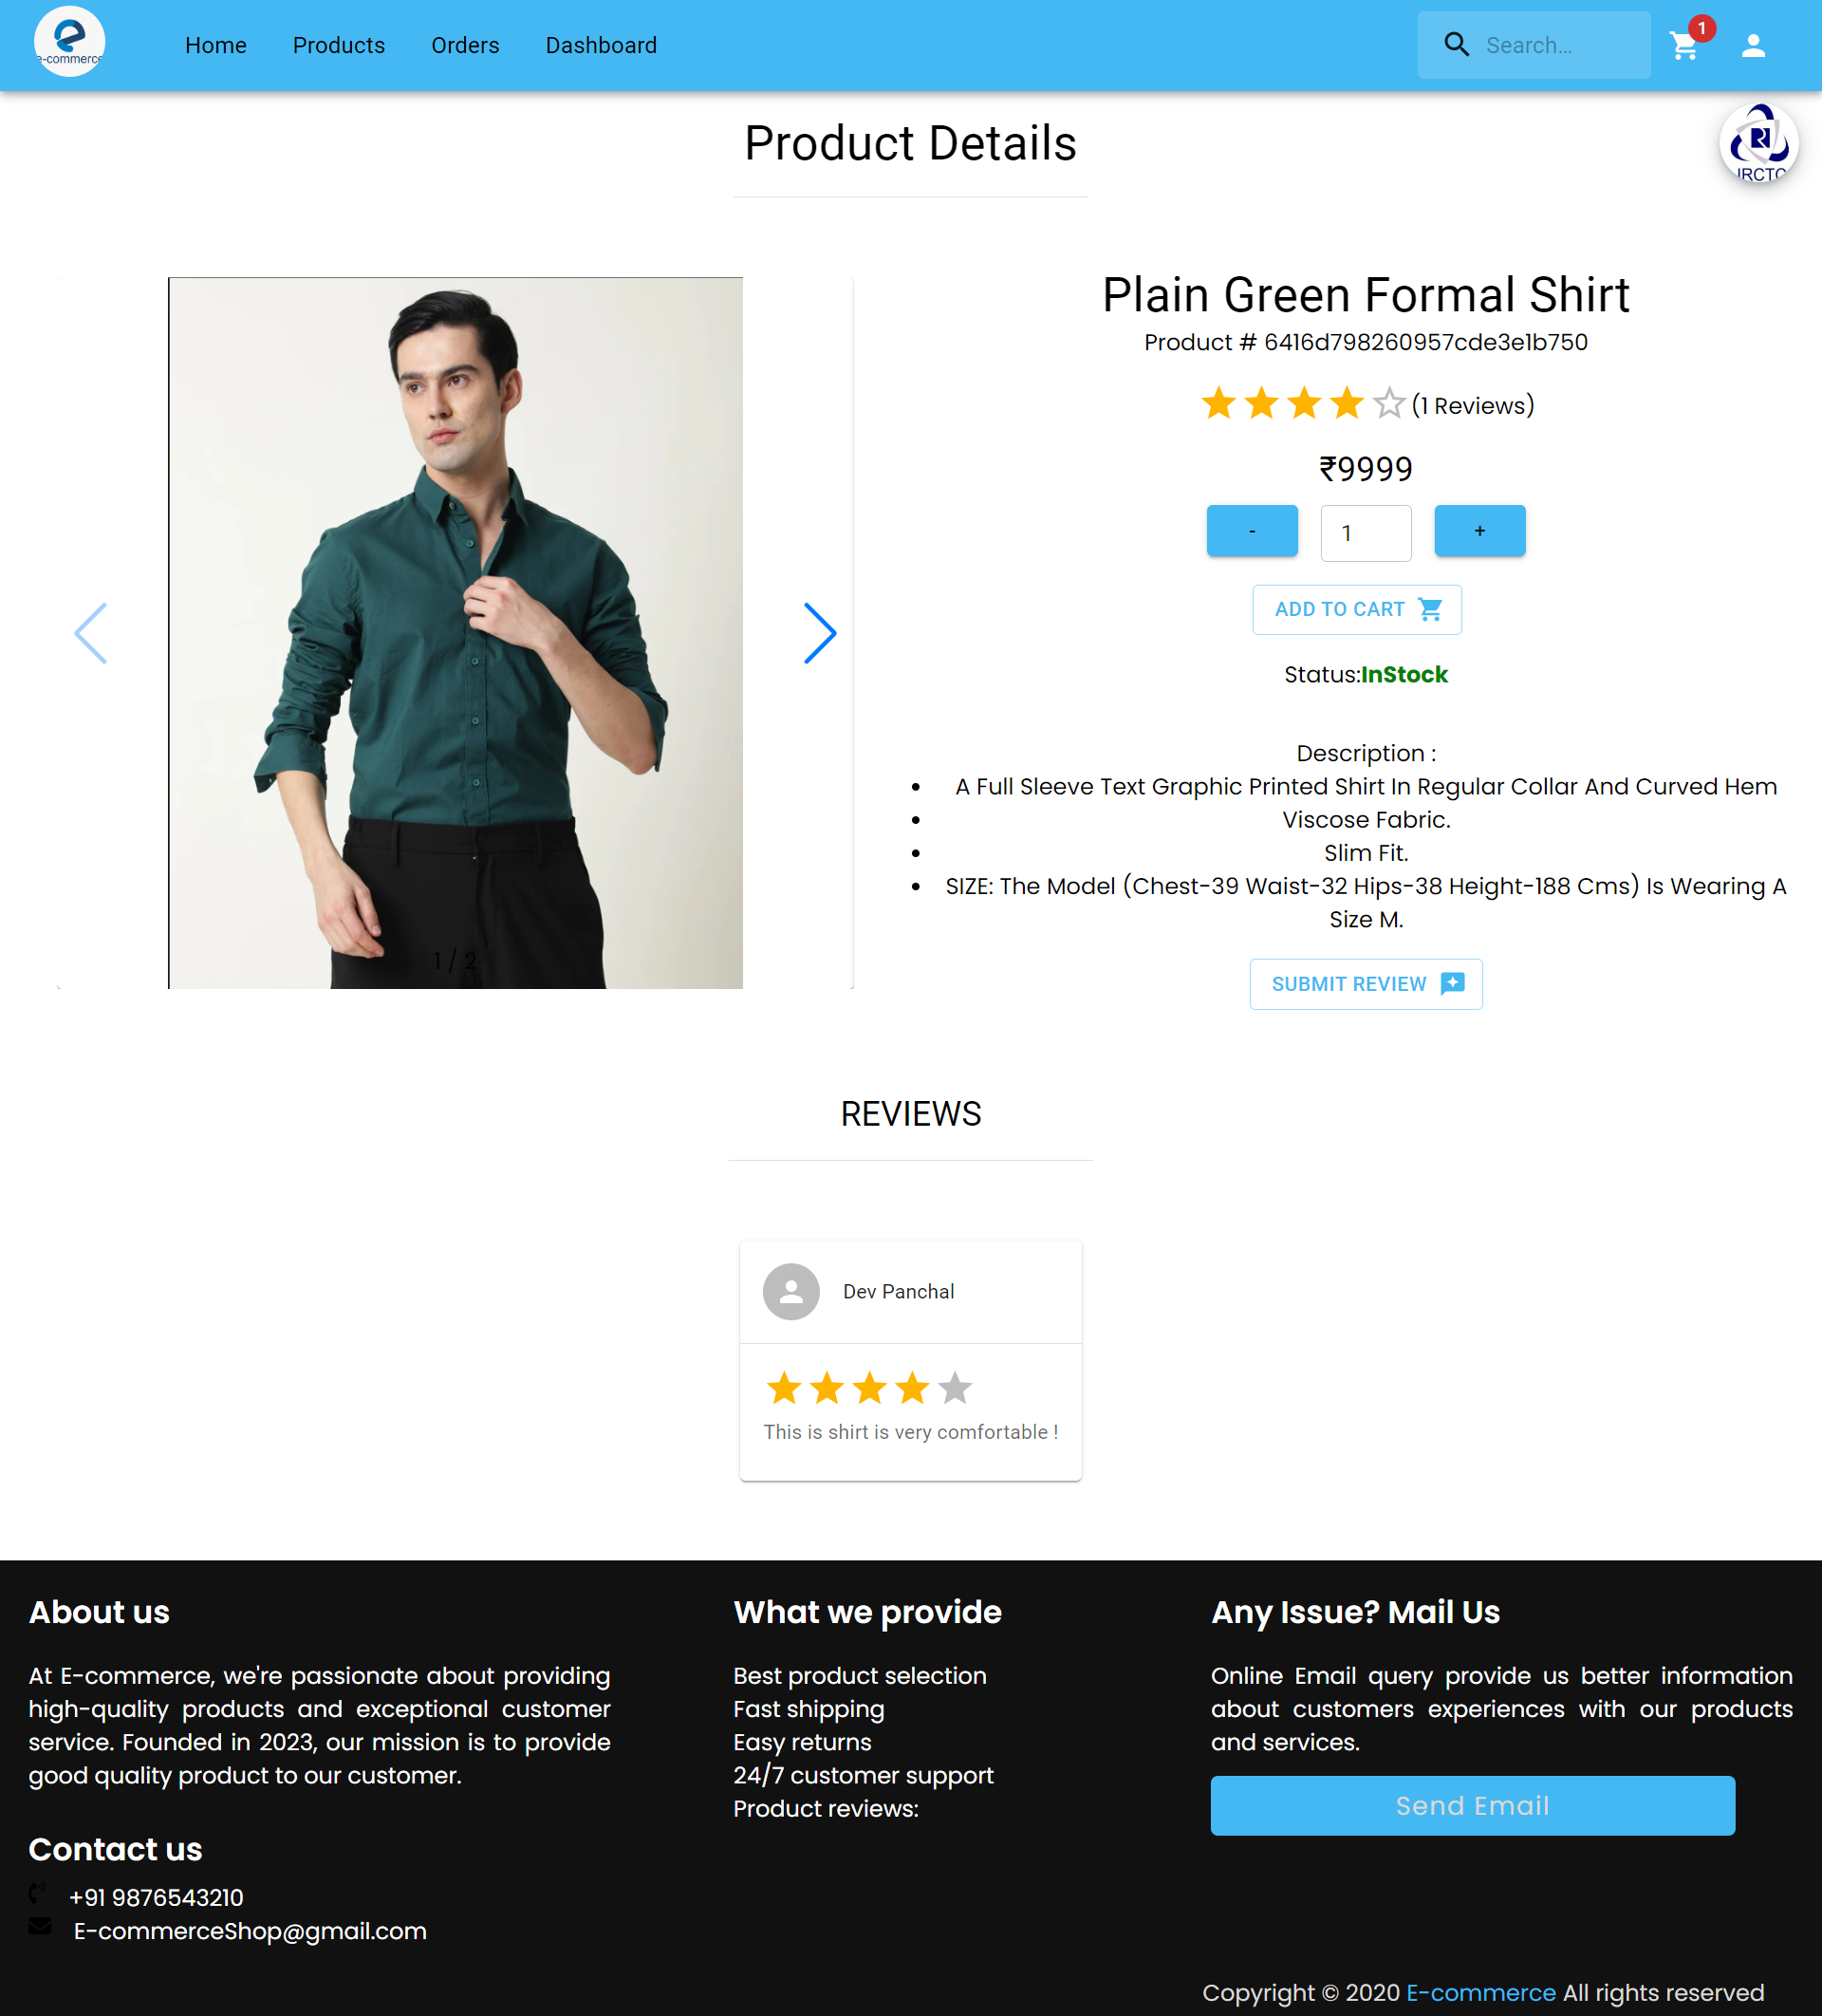 e-commerce
Home Products Orders Dashboard
Search...
1
Product Details
IRCTC
Plain Green Formal Shirt
Product # 6416d798260957cde3e1b750
(1 Reviews)
₹9999
- 1 +
ADD TO CART
Status:InStock
Description :
• A Full Sleeve Text Graphic Printed Shirt In Regular Collar And Curved Hem
• Viscose Fabric.
• Slim Fit.
• SIZE: The Model (Chest-39 Waist-32 Hips-38 Height-188 Cms) Is Wearing A
Size M.
1 / 2
SUBMIT REVIEW
REVIEWS
Dev Panchal
This is shirt is very comfortable !
About us
At E-commerce, we're passionate about providing
high-quality products and exceptional customer
service. Founded in 2023, our mission is to provide
good quality product to our customer.
Contact us
+91 9876543210
E-commerceShop@gmail.com
What we provide
Best product selection
Fast shipping
Easy returns
24/7 customer support
Product reviews:
Any Issue? Mail Us
Online Email query provide us better information
about customers experiences with our products
and services.
Send Email
Copyright © 2020 E-commerce All rights reserved